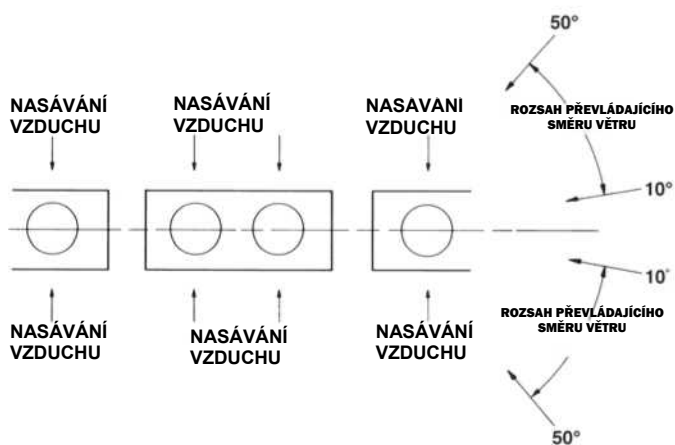 50°
NASÁVÁNÍ
VZDUCHU
NASÁVÁNÍ
VZDUCHU
NASAVANI
VZDUCHU
ROZSAH PŘEVLÁDAJÍCÍHO
SMĚRU VĚTRU
10°
10°
NASÁVÁNÍ
VZDUCHU
NASÁVÁNÍ
VZDUCHU
NASÁVÁNÍ
VZDUCHU
ROZSAH PŘEVLÁDAJÍCÍHO
SMĚRU VĚTRU
50°